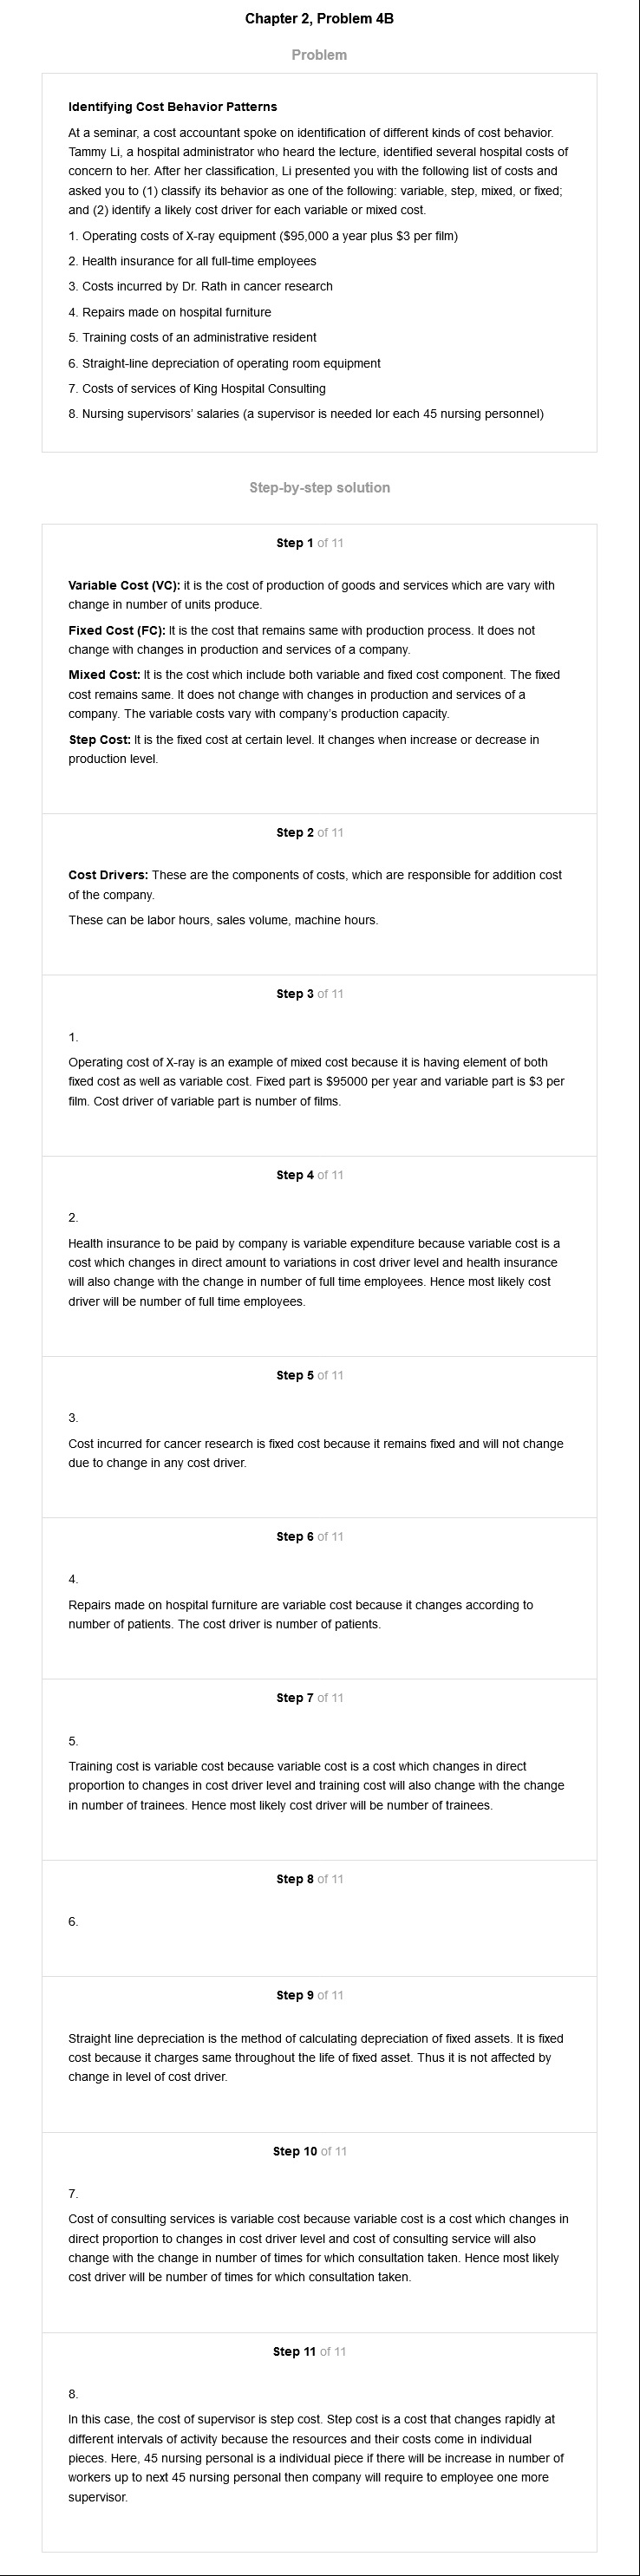 Chapter 2, Problem 4B
Problem
Identifying Cost Behavior Patterns
At a seminar, a cost accountant spoke on identification of different kinds of cost behavior.
Tammy Li, a hospital administrator who heard the lecture, identified several hospital costs of
concern to her. After her classification, Li presented you with the following list of costs and
asked you to (1) classify its behavior as one of the following: variable, step, mixed, or fixed;
and (2) identify a likely cost driver for each variable or mixed cost.
1. Operating costs of X-ray equipment ($95,000 a year plus $3 per film)
2. Health insurance for all full-time employees
3. Costs incurred by Dr. Rath in cancer research
4. Repairs made on hospital furniture
5. Training costs of an administrative resident
6. Straight-line depreciation of operating room equipment
7. Costs of services of King Hospital Consulting
8. Nursing supervisors' salaries (a supervisor is needed lor each 45 nursing personnel)
Step-by-step solution
Step 1 of 11
Variable Cost (VC): it is the cost of production of goods and services which are vary with
change in number of units produce.
Fixed Cost (FC): It is the cost that remains same with production process. It does not
change with changes in production and services of a company.
Mixed Cost: It is the cost which include both variable and fixed cost component. The fixed
cost remains same. It does not change with changes in production and services of a
company. The variable costs vary with company's production capacity.
Step Cost: It is the fixed cost at certain level. It changes when increase or decrease in
production level.
Step 2 of 11
Cost Drivers: These are the components of costs, which are responsible for addition cost
of the company.
These can be labor hours, sales volume, machine hours.
Step 3 of 11
1.
Operating cost of X-ray is an example of mixed cost because it is having element of both
fixed cost as well as variable cost. Fixed part is $95000 per year and variable part is $3 per
film. Cost driver of variable part is number of films.
Step 4 of 11
2.
Health insurance to be paid by company is variable expenditure because variable cost is a
cost which changes in direct amount to variations in cost driver level and health insurance
will also change with the change in number of full time employees. Hence most likely cost
driver will be number of full time employees.
Step 5 of 11
3.
Cost incurred for cancer research is fixed cost because it remains fixed and will not change
due to change in any cost driver.
Step 6 of 11
4.
Repairs made on hospital furniture are variable cost because it changes according to
number of patients. The cost driver is number of patients.
Step 7 of 11
5.
Training cost is variable cost because variable cost is a cost which changes in direct
proportion to changes in cost driver level and training cost will also change with the change
in number of trainees. Hence most likely cost driver will be number of trainees.
Step 8 of 11
6.
Step 9 of 11
Straight line depreciation is the method of calculating depreciation of fixed assets. It is fixed
cost because it charges same throughout the life of fixed asset. Thus it is not affected by
change in level of cost driver.
Step 10 of 11
7.
Cost of consulting services is variable cost because variable cost is a cost which changes in
direct proportion to changes in cost driver level and cost of consulting service will also
change with the change in number of times for which consultation taken. Hence most likely
cost driver will be number of times for which consultation taken.
Step 11 of 11
8.
In this case, the cost of supervisor is step cost. Step cost is a cost that changes rapidly at
different intervals of activity because the resources and their costs come in individual
pieces. Here, 45 nursing personal is a individual piece if there will be increase in number of
workers up to next 45 nursing personal then company will require to employee one more
supervisor.